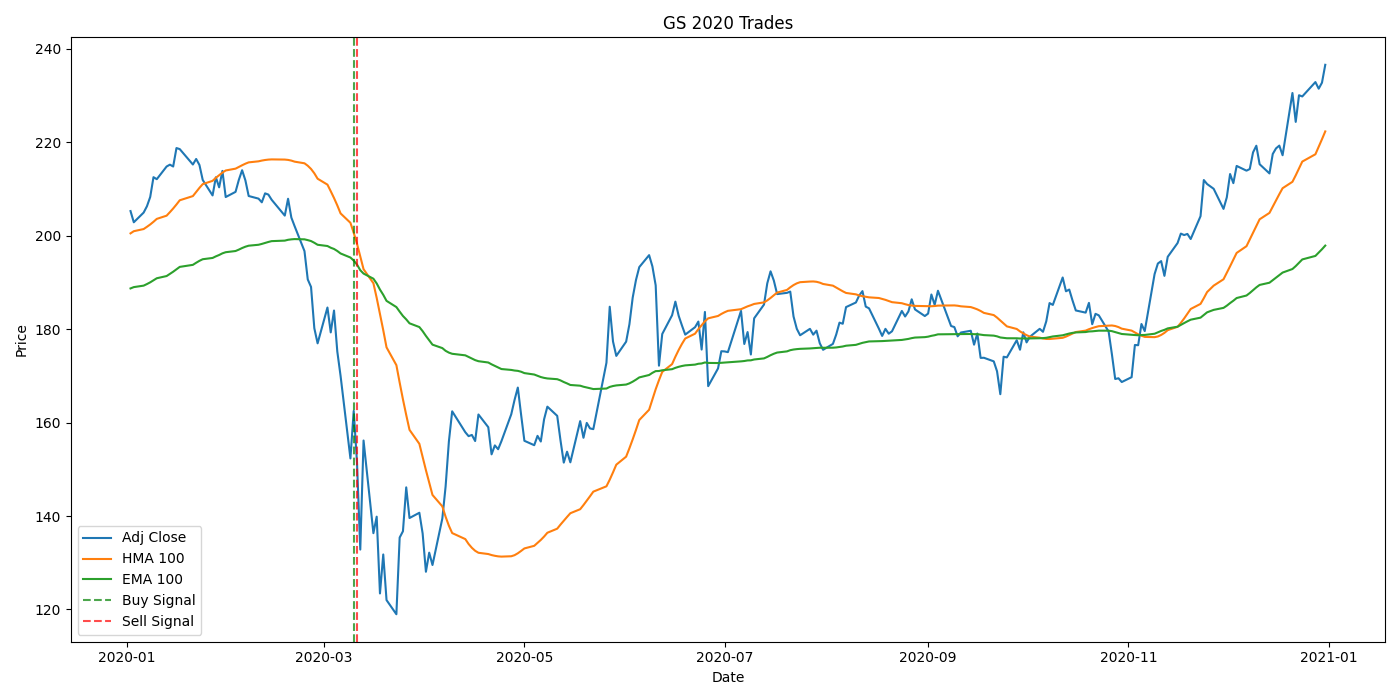 GS 2020 Trades
Price
240
220
200
180
160
140
120
Adj Close
HMA 100
EMA 100
Buy Signal
Sell Signal
2020-01
2020-03
2020-05
2020-07
2020-09
2020-11
2021-01
Date